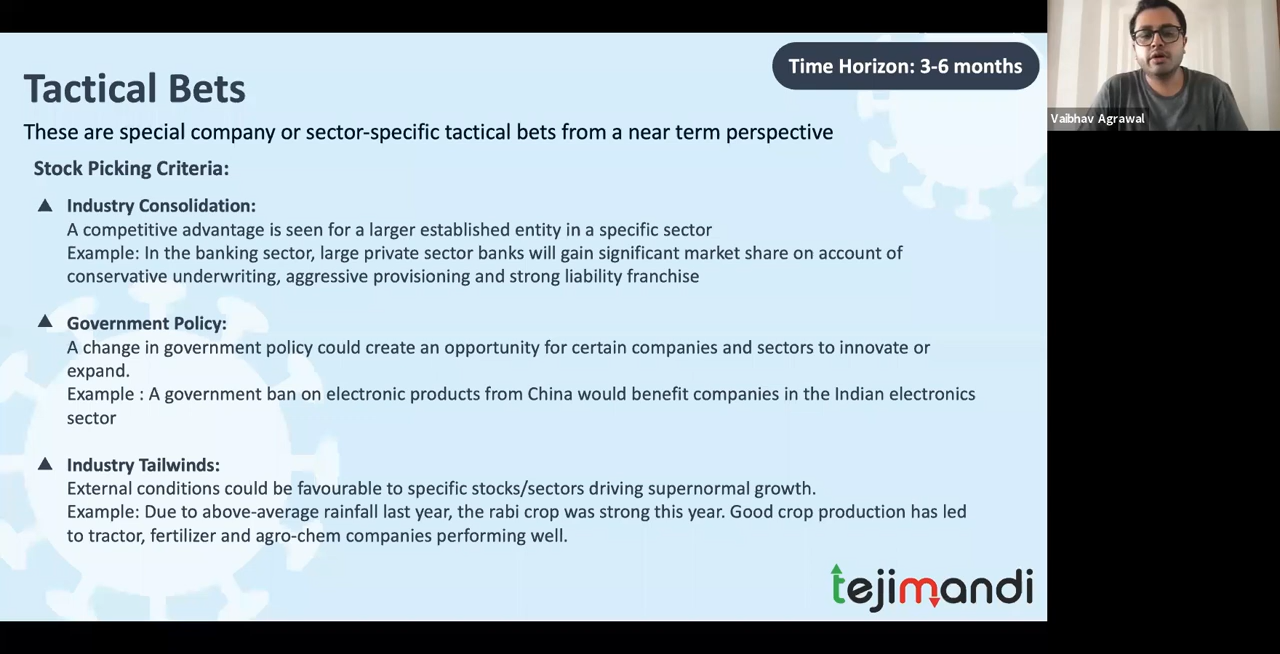 Time Horizon: 3-6 months
Tactical Bets
These are special company or sector-specific tactical bets from a near term perspective
Stock Picking Criteria:
Industry Consolidation:
A competitive advantage is seen for a larger established entity in a specific sector
Example: In the banking sector, large private sector banks will gain significant market share on account of
conservative underwriting, aggressive provisioning and strong liability franchise
Government Policy:
A change in government policy could create an opportunity for certain companies and sectors to innovate or
expand.
Example : A government ban on electronic products from China would benefit companies in the Indian electronics
sector
Industry Tailwinds:
External conditions could be favourable to specific stocks/sectors driving supernormal growth.
Example: Due to above-average rainfall last year, the rabi crop was strong this year. Good crop production has led
to tractor, fertilizer and agro-chem companies performing well.
tejimandi
Vaibhav Agrawal